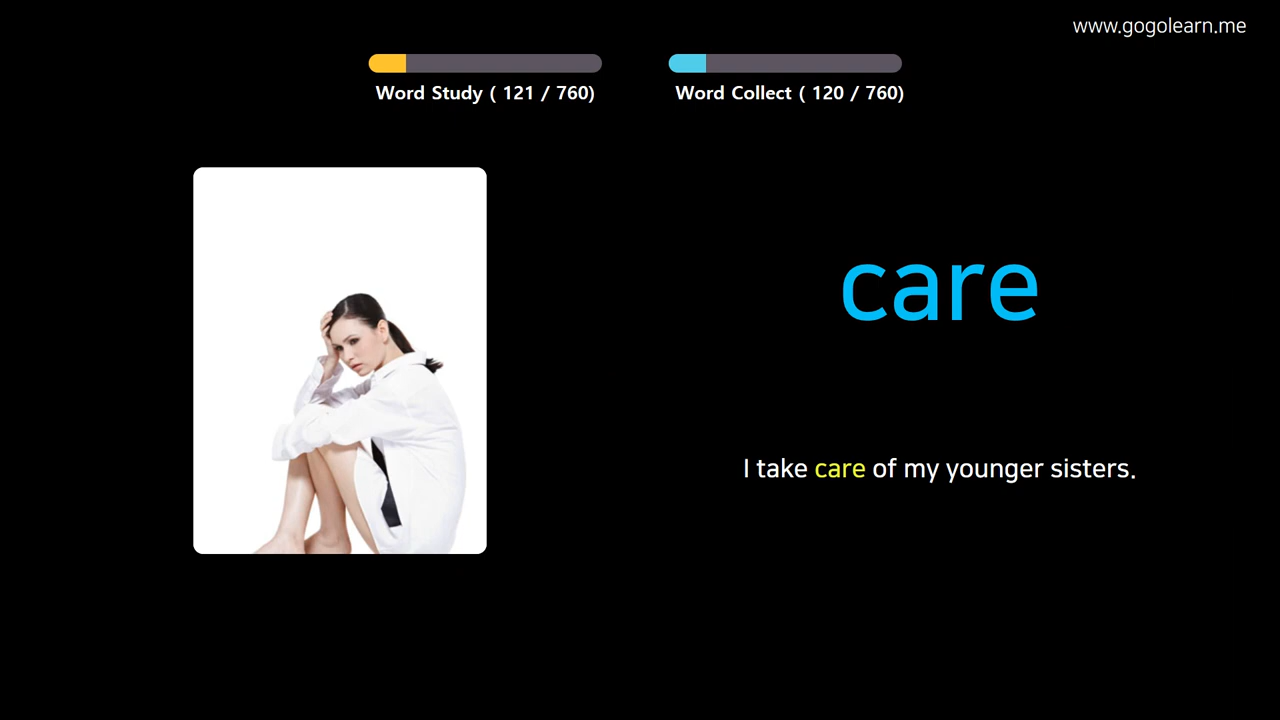 www.gogolearn.me
Word Study ( 121 / 760)
Word Collect ( 120 / 760)
care
I take care of my younger sisters.